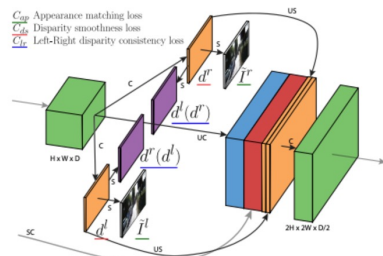 C_ap Appearance matching loss
C_ds Disparity smoothness loss
C_lr Left-Right disparity consistency loss
US
d^r
S
Ĩ^r
C
S
d^l(d^r)
H x W x D
C
UC
d^r(d^l)
S
C
S
d^l
Ĩ^l
2H x 2W x D/2
SC
US